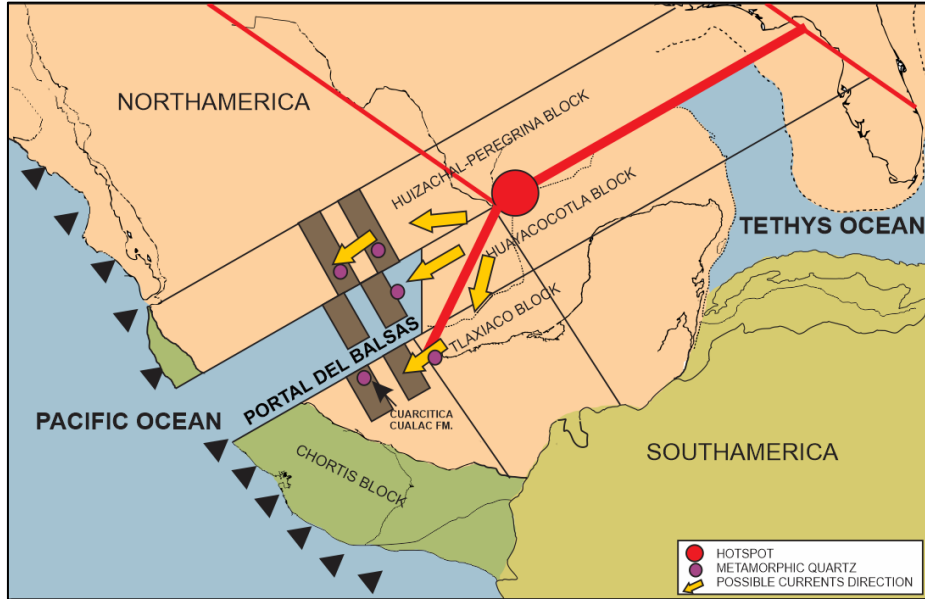 NORTHAMERICA
HUIZACHAL-PEREGRINA BLOCK
HUAYACOCOTLA BLOCK
TETHYS OCEAN
TLAXIACO BLOCK
PORTAL DEL BALSAS
PACIFIC OCEAN
CUARCITICA
CUALAC FM.
SOUTHAMERICA
CHORTIS BLOCK
HOTSPOT
METAMORPHIC QUARTZ
POSSIBLE CURRENTS DIRECTION